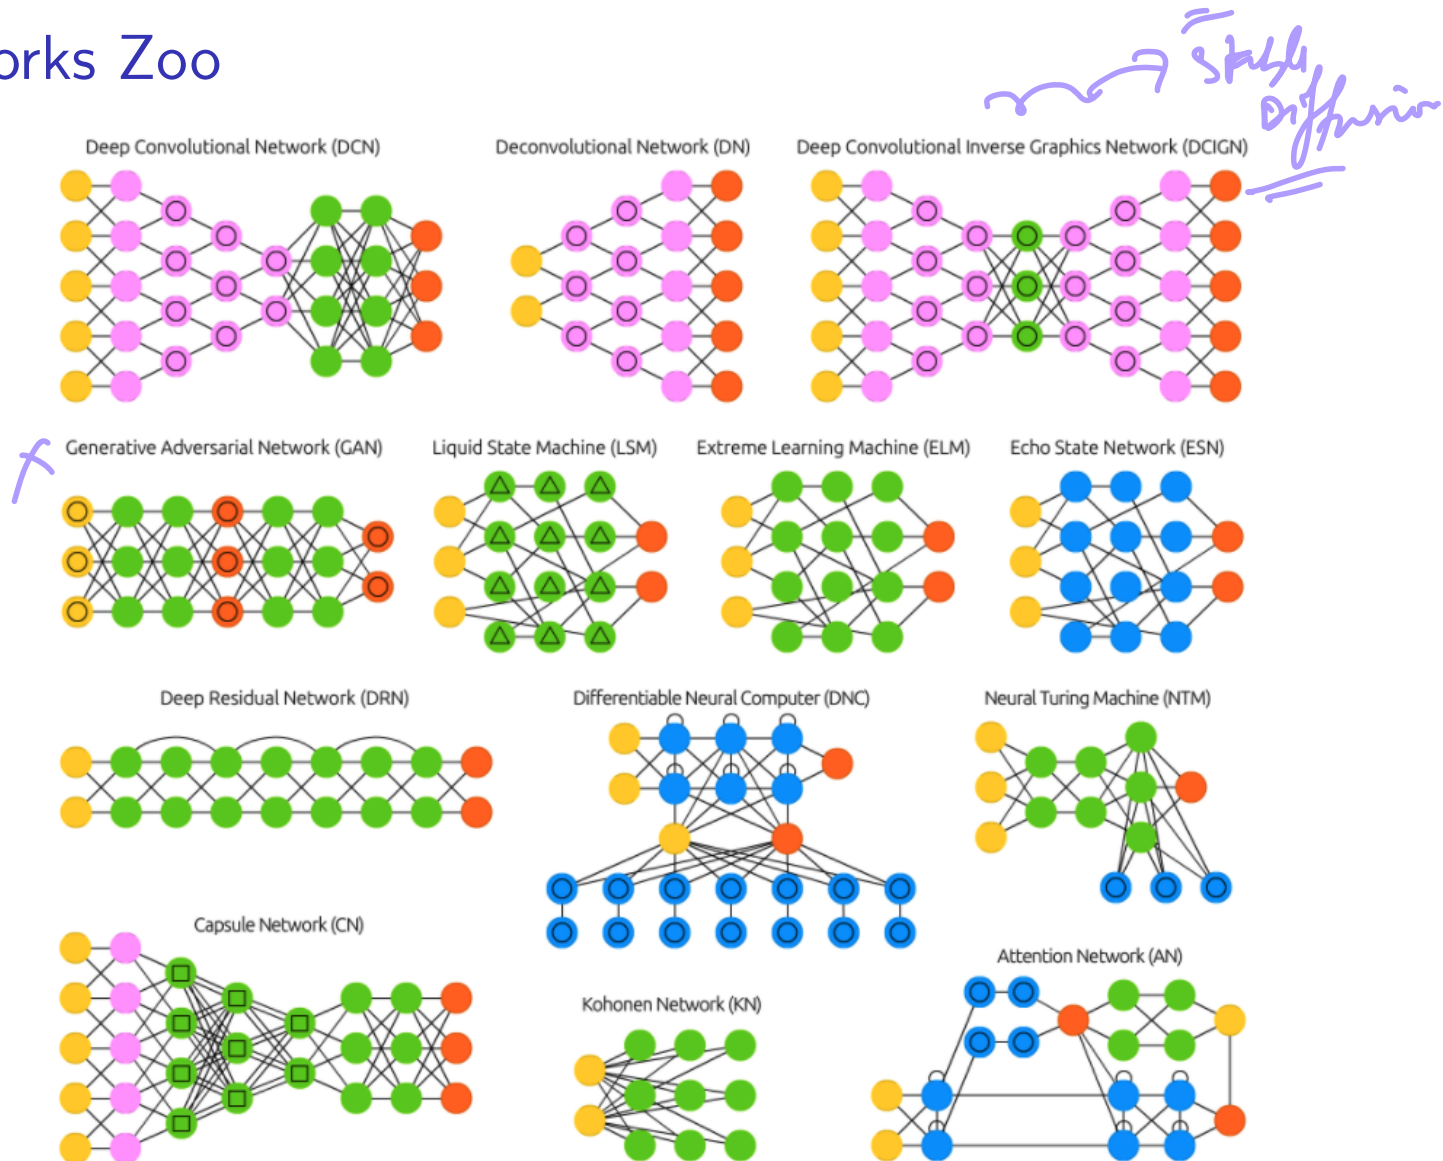 orks Zoo
Stable
Diffusion
Deep Convolutional Network (DCN)
Deconvolutional Network (DN)
Deep Convolutional Inverse Graphics Network (DCIGN)
Generative Adversarial Network (GAN)
Liquid State Machine (LSM)
Extreme Learning Machine (ELM)
Echo State Network (ESN)
Deep Residual Network (DRN)
Differentiable Neural Computer (DNC)
Neural Turing Machine (NTM)
Capsule Network (CN)
Kohonen Network (KN)
Attention Network (AN)